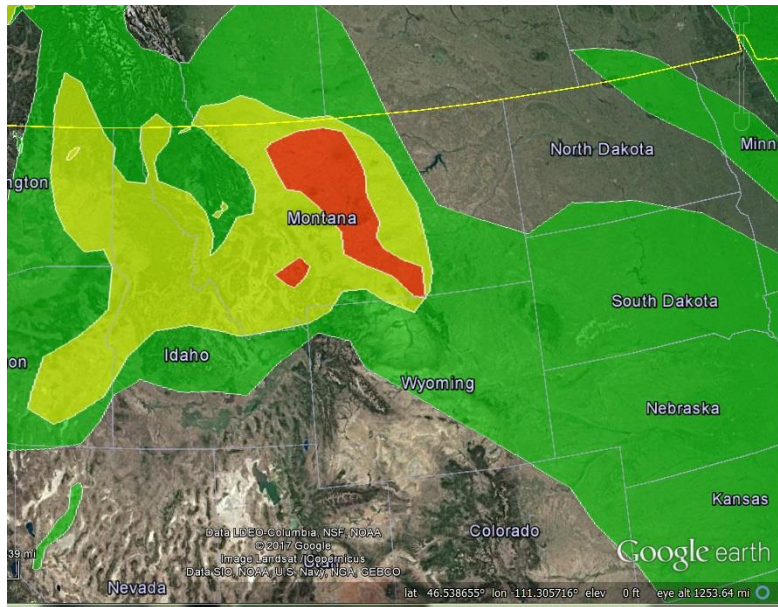 North Dakota
Minn
ngton
Montana
South Dakota
on
Idaho
Wyoming
Nebraska
Kansas
Colorado
Data LDEO-Columbia, NSF, NOAA
© 2017 Google
Image Landsat / Copernicus
Data SIO, NOAA, U.S. Navy, NGA, GEBCO
Google earth
39 mi
Nevada
lat 46.538655° lon -111.305716° elev 0 ft eye alt 1253.64 mi